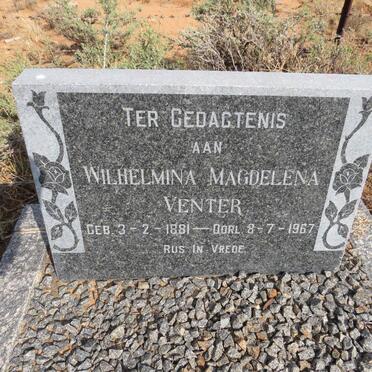 TER GEDAGTENIS
AAN
WILHELMINA MAGDELENA
VENTER
GEB. 3-2-1881 — OORL. 8-7-1967
RUS IN VREDE.